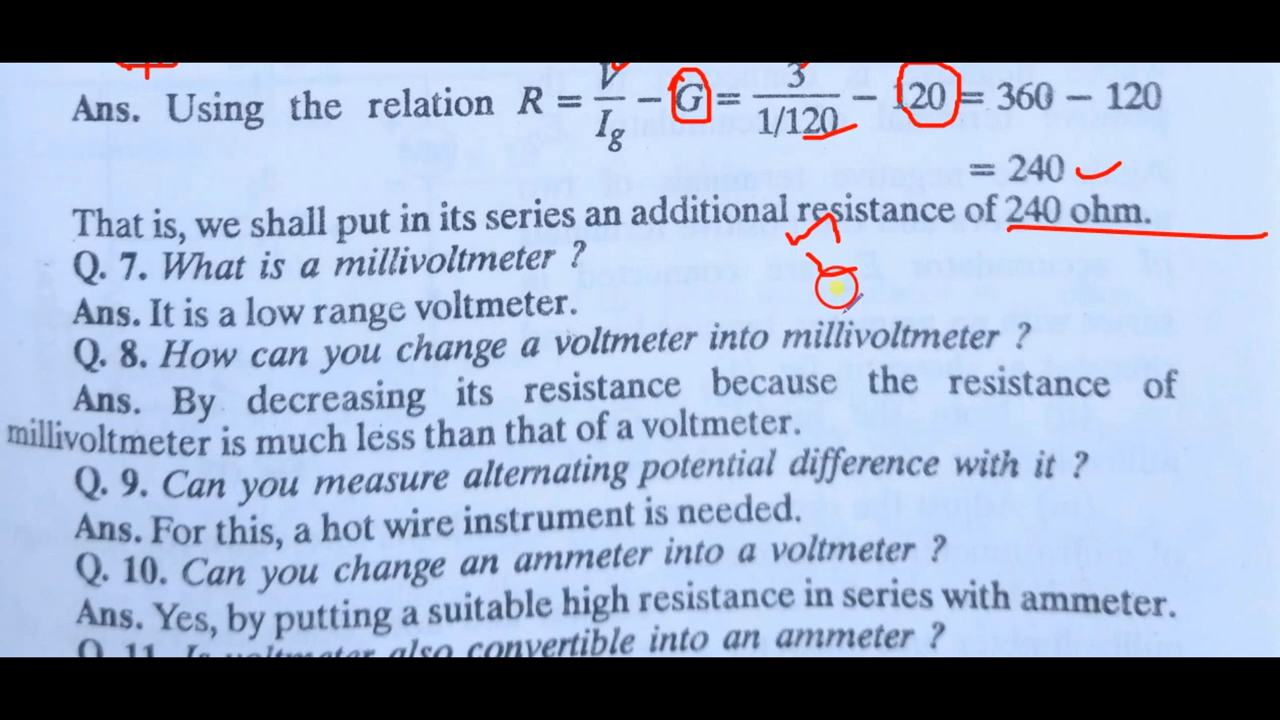 Ans. Using the relation R = V/I_g − G = 3/(1/120) − 120 = 360 − 120
= 240
That is, we shall put in its series an additional resistance of 240 ohm.
Q. 7. What is a millivoltmeter ?
Ans. It is a low range voltmeter.
Q. 8. How can you change a voltmeter into millivoltmeter ?
Ans. By decreasing its resistance because the resistance of
millivoltmeter is much less than that of a voltmeter.
Q. 9. Can you measure alternating potential difference with it ?
Ans. For this, a hot wire instrument is needed.
Q. 10. Can you change an ammeter into a voltmeter ?
Ans. Yes, by putting a suitable high resistance in series with ammeter.
Q. 11. Is voltmeter also convertible into an ammeter ?